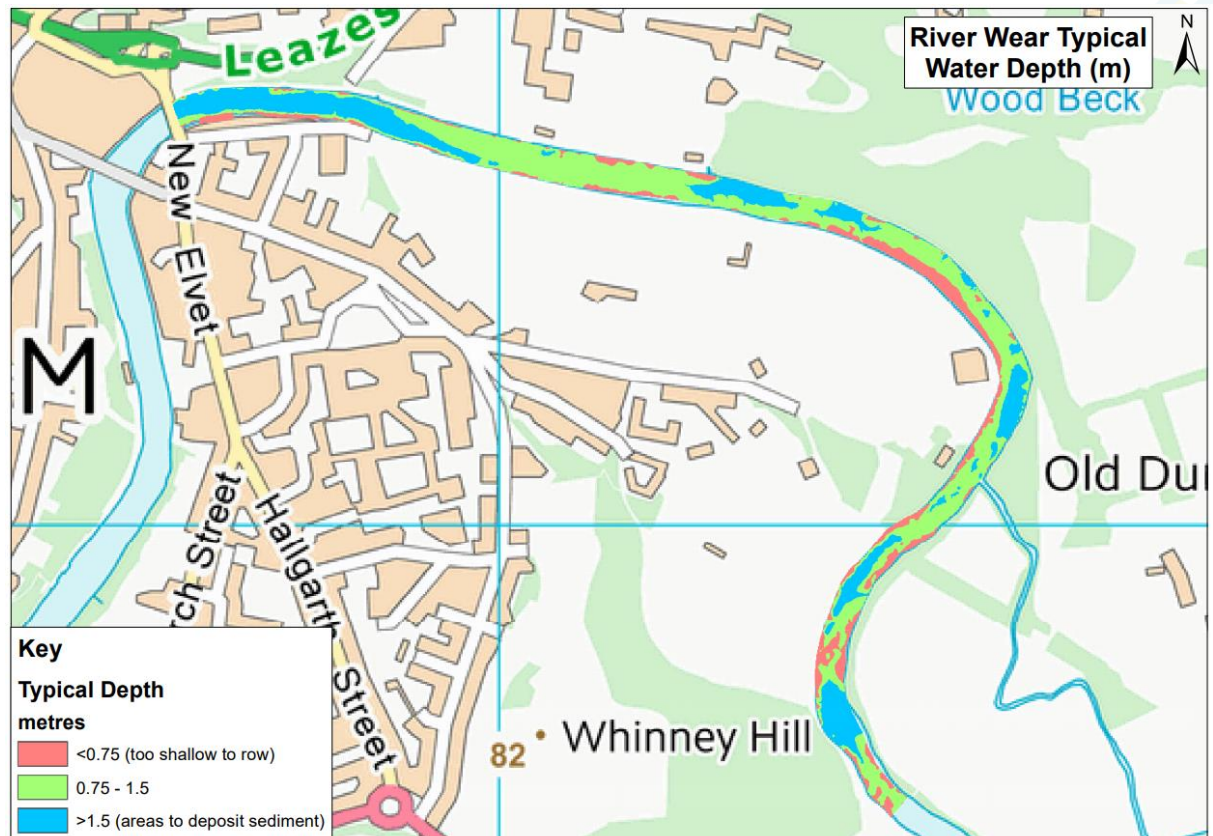 River Wear Typical
Water Depth (m)
N
Leazes
Wood Beck
New Elvet
M
Old Dur
rch Street
Hallgarth Street
82
Whinney Hill
Key
Typical Depth
metres
<0.75 (too shallow to row)
0.75 - 1.5
>1.5 (areas to deposit sediment)